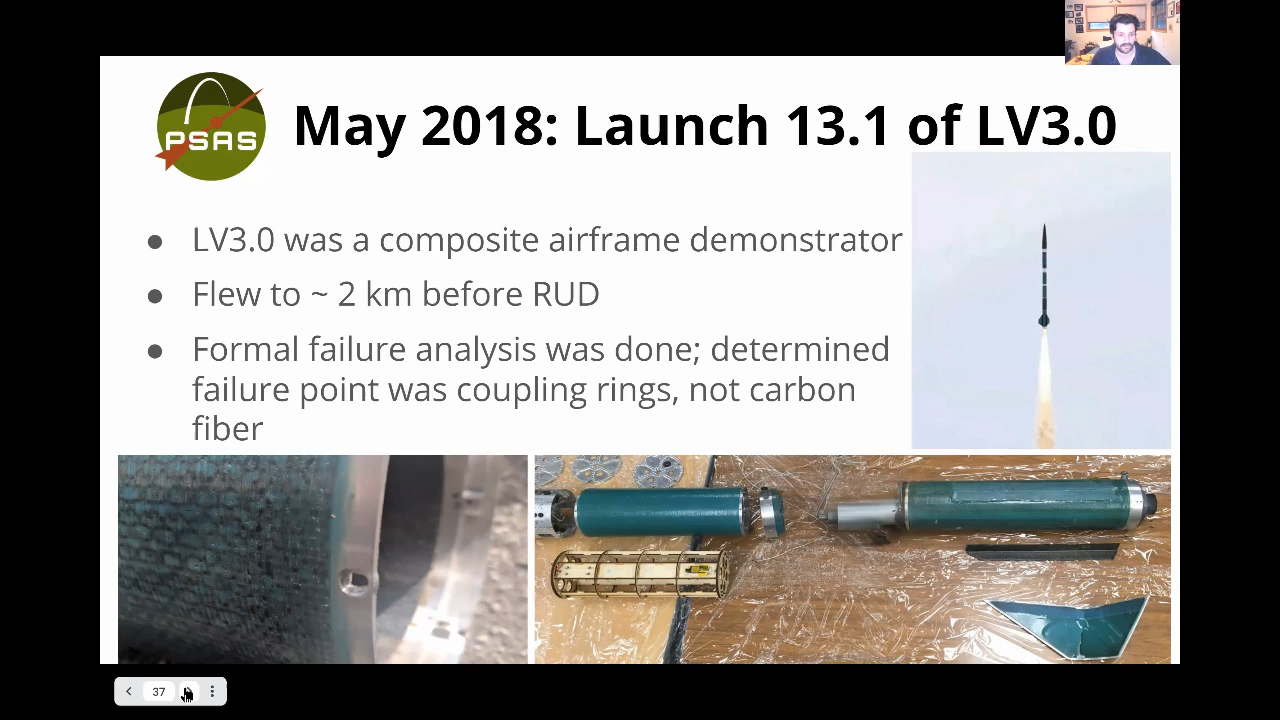 PSAS
May 2018: Launch 13.1 of LV3.0
● LV3.0 was a composite airframe demonstrator
● Flew to ~ 2 km before RUD
● Formal failure analysis was done; determined
failure point was coupling rings, not carbon
fiber
37